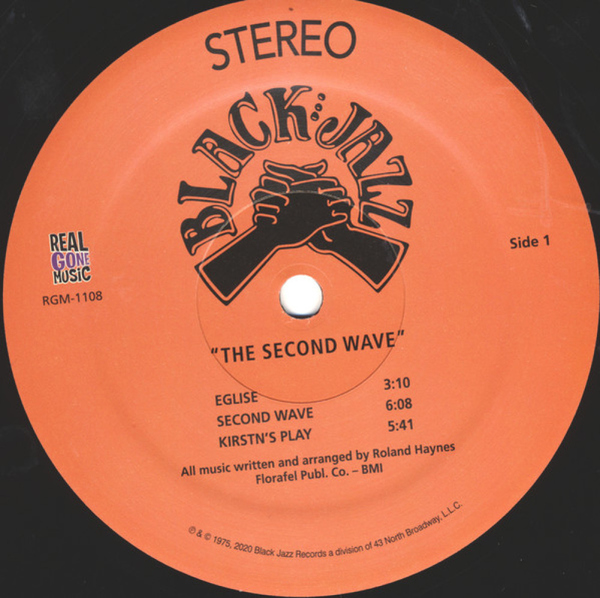 STEREO
BLACK JAZZ
REAL
GONE
MUSIC
RGM-1108
Side 1
"THE SECOND WAVE"
EGLISE 3:10
SECOND WAVE 6:08
KIRSTN'S PLAY 5:41
All music written and arranged by Roland Haynes
Florafel Publ. Co. – BMI
℗ & © 1975, 2020 Black Jazz Records a division of 43 North Broadway, L.L.C.